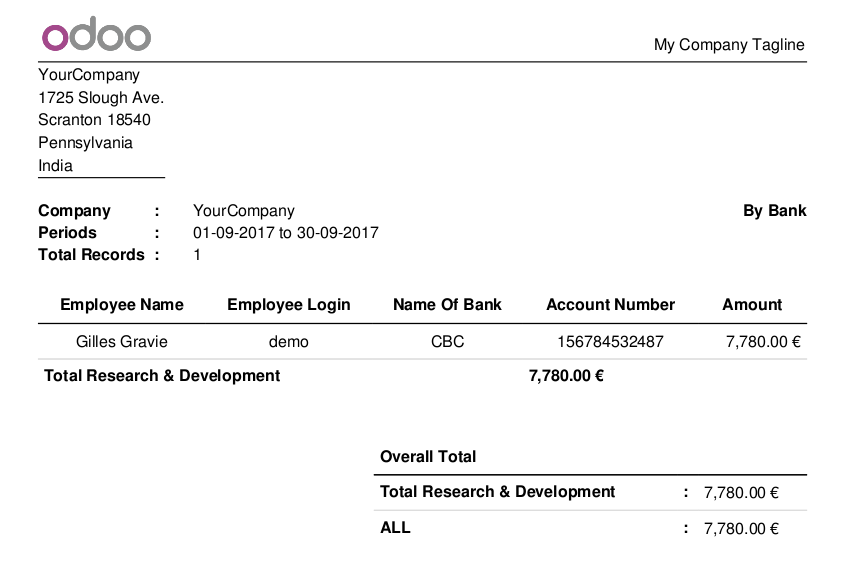 odoo
My Company Tagline
YourCompany
1725 Slough Ave.
Scranton 18540
Pennsylvania
India
Company : YourCompany By Bank
Periods : 01-09-2017 to 30-09-2017
Total Records : 1
Employee Name Employee Login Name Of Bank Account Number Amount
Gilles Gravie demo CBC 156784532487 7,780.00 €
Total Research & Development 7,780.00 €
Overall Total
Total Research & Development : 7,780.00 €
ALL : 7,780.00 €